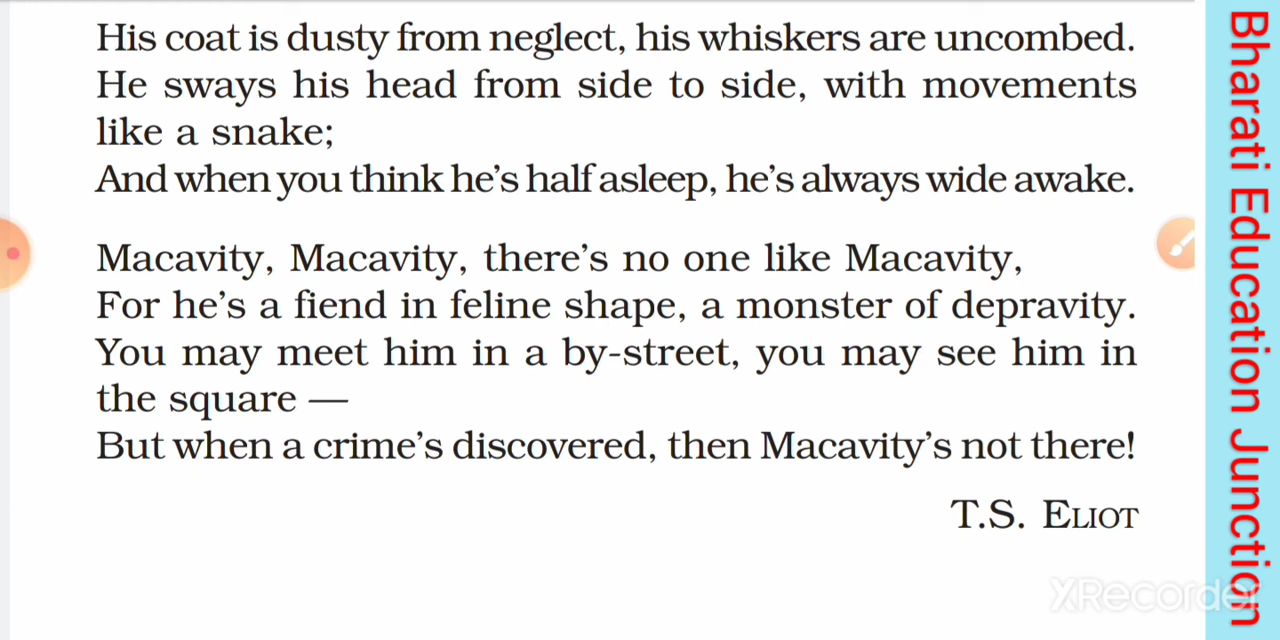 His coat is dusty from neglect, his whiskers are uncombed.
He sways his head from side to side, with movements
like a snake;
And when you think he's half asleep, he's always wide awake.
Macavity, Macavity, there's no one like Macavity,
For he's a fiend in feline shape, a monster of depravity.
You may meet him in a by-street, you may see him in
the square —
But when a crime's discovered, then Macavity's not there!
T.S. ELIOT
Bharati Education Junction
XRecorder